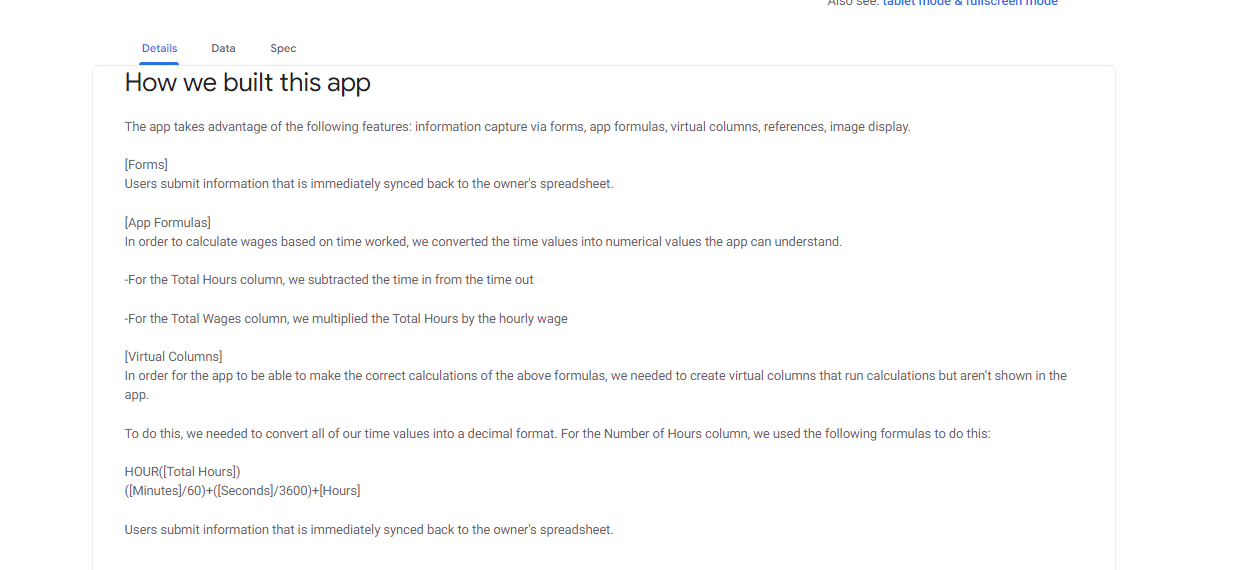 Also see: tablet mode & fullscreen mode
Details Data Spec
How we built this app
The app takes advantage of the following features: information capture via forms, app formulas, virtual columns, references, image display.
[Forms]
Users submit information that is immediately synced back to the owner's spreadsheet.
[App Formulas]
In order to calculate wages based on time worked, we converted the time values into numerical values the app can understand.
-For the Total Hours column, we subtracted the time in from the time out
-For the Total Wages column, we multiplied the Total Hours by the hourly wage
[Virtual Columns]
In order for the app to be able to make the correct calculations of the above formulas, we needed to create virtual columns that run calculations but aren't shown in the
app.
To do this, we needed to convert all of our time values into a decimal format. For the Number of Hours column, we used the following formulas to do this:
HOUR([Total Hours])
([Minutes]/60)+([Seconds]/3600)+[Hours]
Users submit information that is immediately synced back to the owner's spreadsheet.